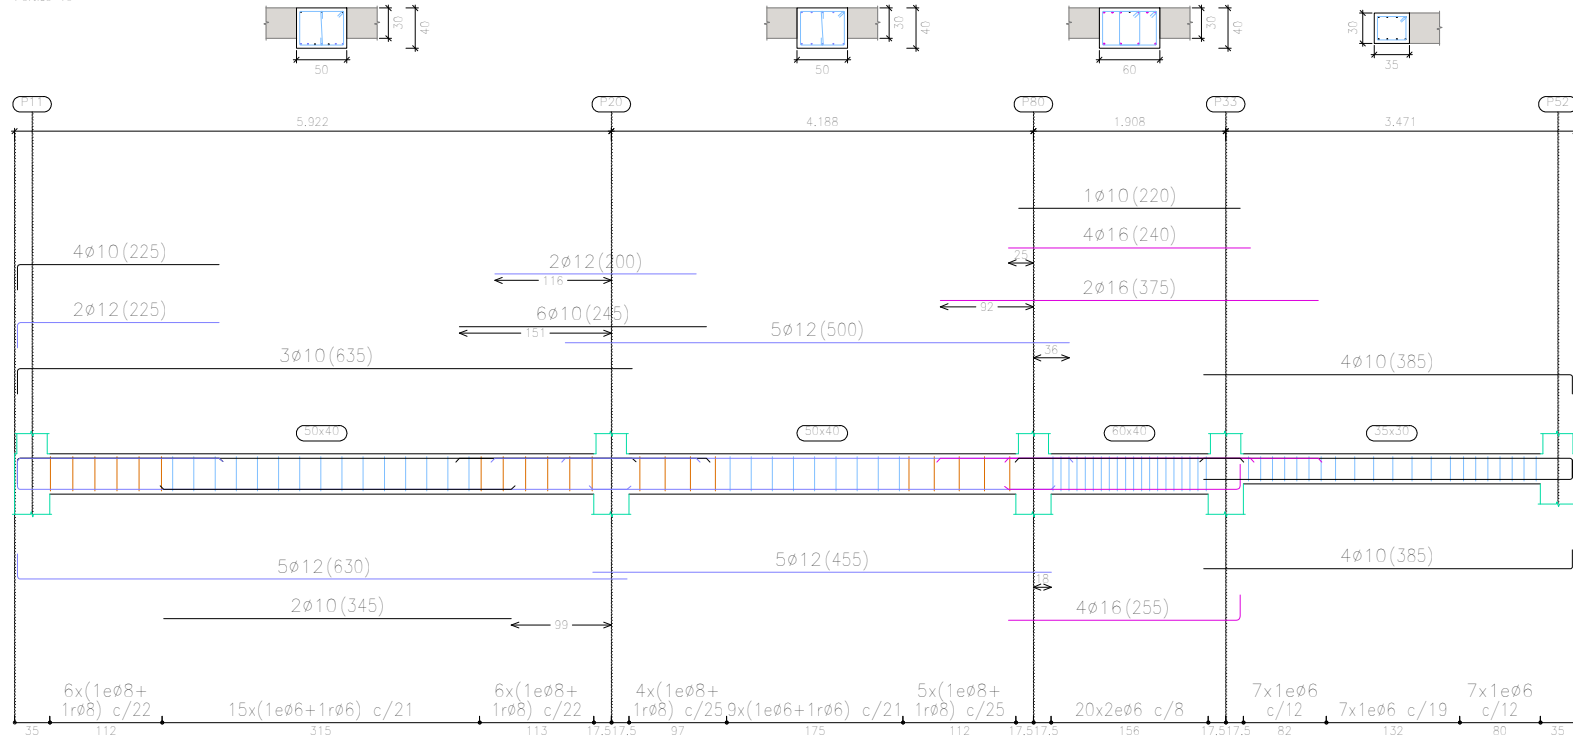 30
40
50
30
40
50
30
40
60
30
35
P11
P20
P80
P33
P52
5.922
4.188
1.908
3.471
1ø10(220)
4ø16(240)
25
4ø10(225)
2ø12(200)
116
2ø16(375)
92
2ø12(225)
6ø10(245)
151
5ø12(500)
36
3ø10(635)
4ø10(385)
50x40
50x40
60x40
35x30
5ø12(630)
5ø12(455)
18
4ø10(385)
2ø10(345)
99
4ø16(255)
6x(1eø8+
1rø8) c/22
15x(1eø6+1rø6) c/21
6x(1eø8+
1rø8) c/22
4x(1eø8+
1rø8) c/25
9x(1eø6+1rø6) c/21
5x(1eø8+
1rø8) c/25
20x2eø6 c/8
7x1eø6
c/12
7x1eø6 c/19
7x1eø6
c/12
35
112
315
113
17.5
17.5
97
175
112
17.5
17.5
156
17.5
17.5
82
132
80
35